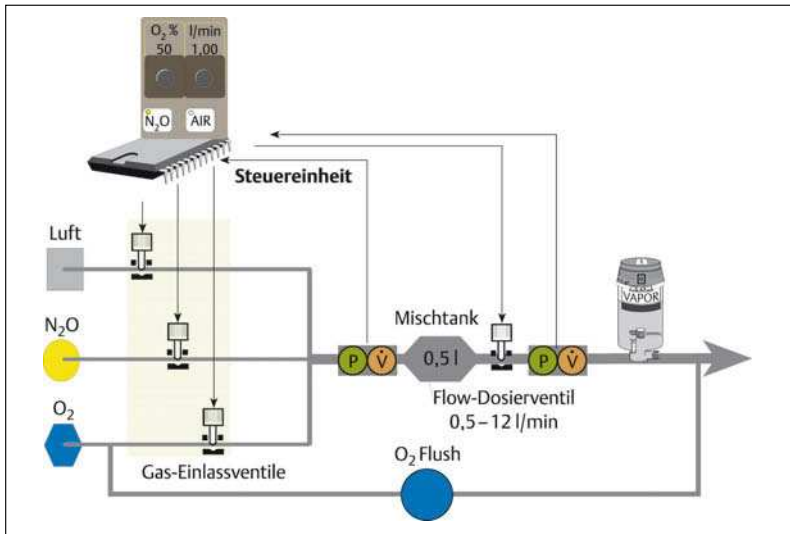 O2 % l/min
50 1,00
N2O AIR
Steuereinheit
Luft
N2O
O2
Gas-Einlassventile
P V̇
Mischtank
0,5 l
P V̇
Flow-Dosierventil
0,5–12 l/min
O2 Flush
VAPOR